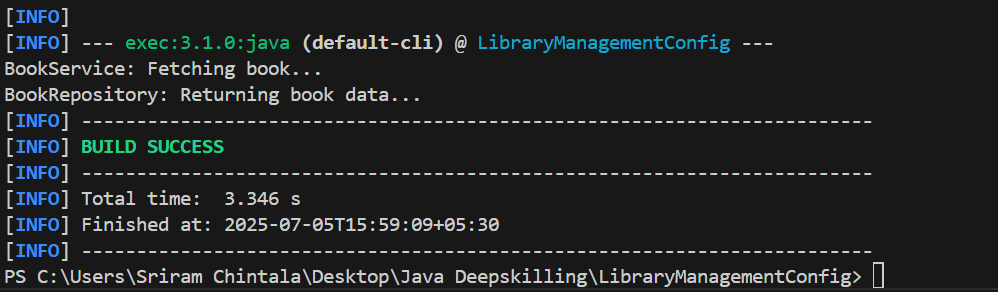 [INFO]
[INFO] --- exec:3.1.0:java (default-cli) @ LibraryManagementConfig ---
BookService: Fetching book...
BookRepository: Returning book data...
[INFO] ------------------------------------------------------------------------
[INFO] BUILD SUCCESS
[INFO] ------------------------------------------------------------------------
[INFO] Total time:  3.346 s
[INFO] Finished at: 2025-07-05T15:59:09+05:30
[INFO] ------------------------------------------------------------------------
PS C:\Users\Sriram Chintala\Desktop\Java Deepskilling\LibraryManagementConfig>